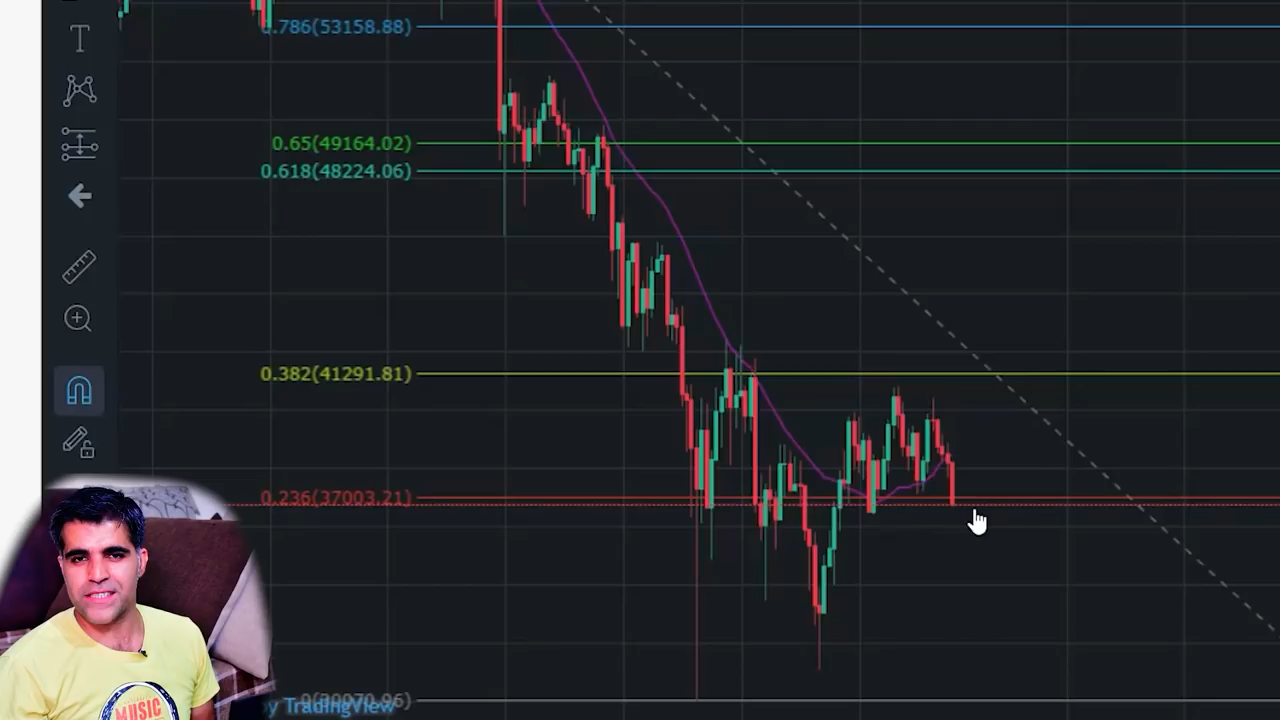 0.786(53158.88)
0.65(49164.02)
0.618(48224.06)
0.382(41291.81)
0.236(37003.21)
by TradingView
MUSIC